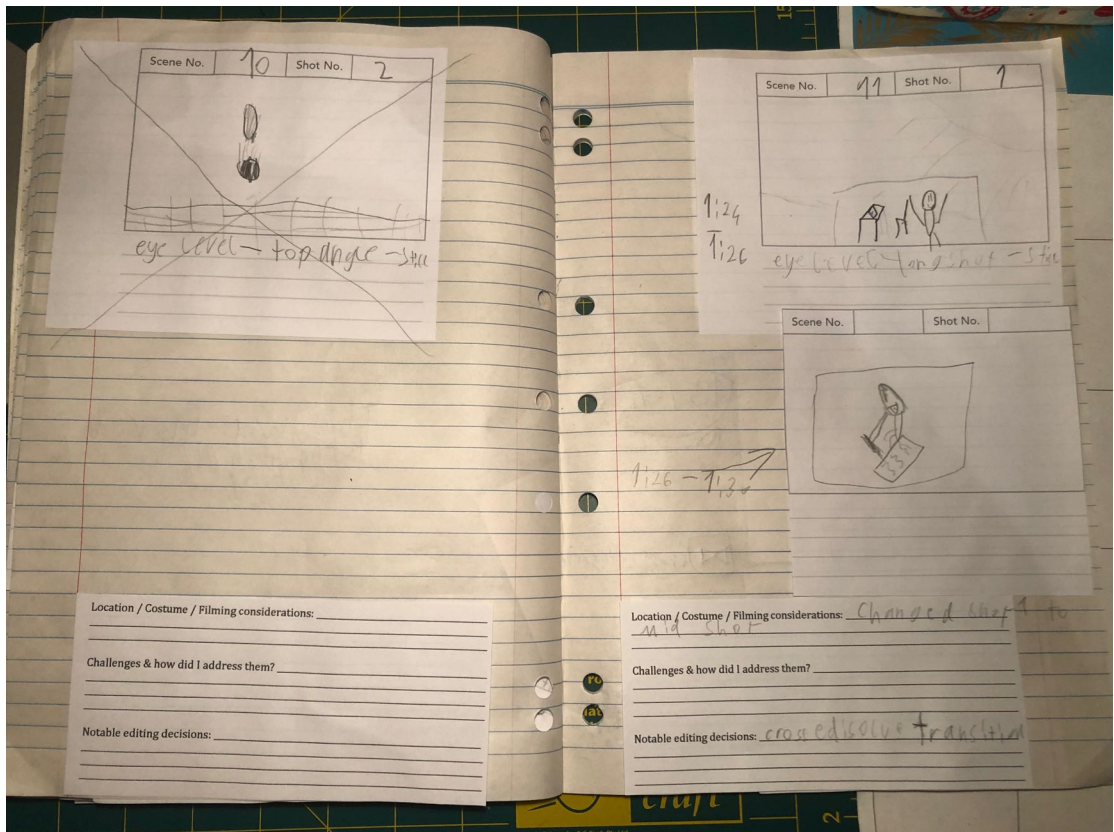 Scene No. 10 Shot No. 2
eye level - top angle - still
Location / Costume / Filming considerations:
Challenges & how did I address them?
Notable editing decisions:
Scene No. 11 Shot No. 1
1:24
1:26
eye level - long shot - still
Scene No. Shot No.
1:26 - 1:30
Location / Costume / Filming considerations: Changed shot 1 to
mid shot
Challenges & how did I address them?
Notable editing decisions: cross edisolve transition
craft
15
2